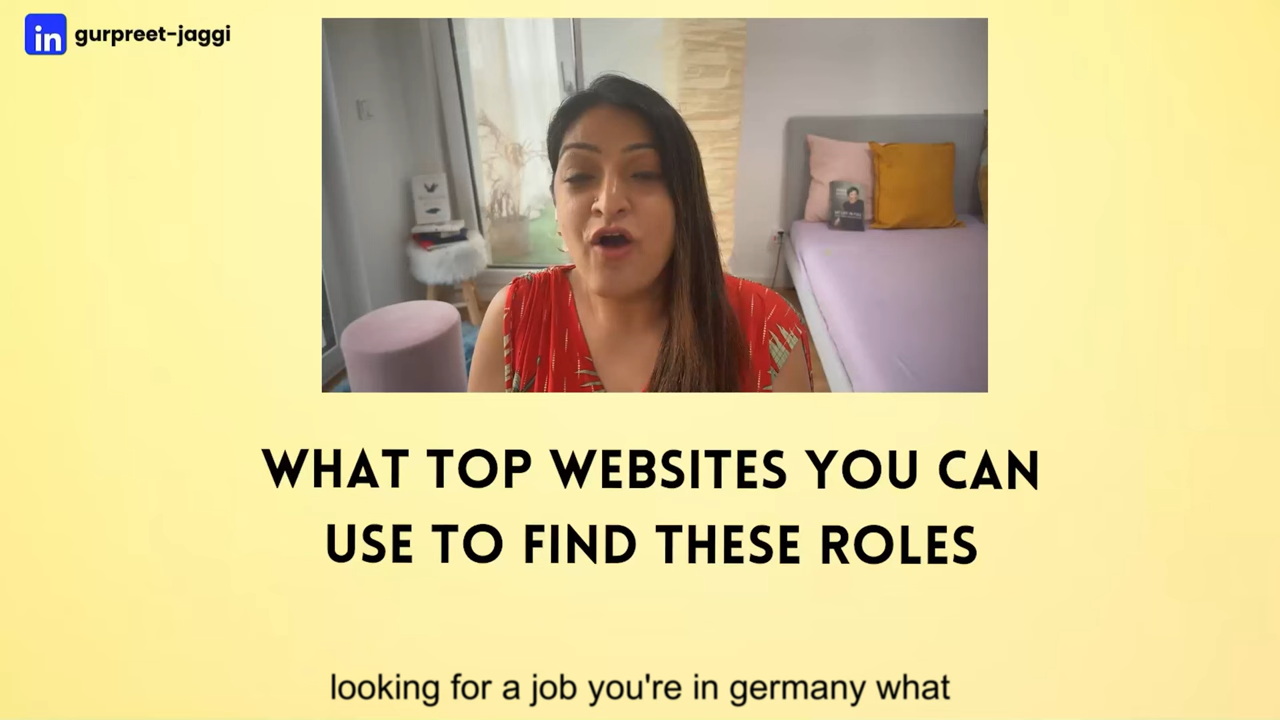 in gurpreet-jaggi
WHAT TOP WEBSITES YOU CAN
USE TO FIND THESE ROLES
looking for a job you're in germany what